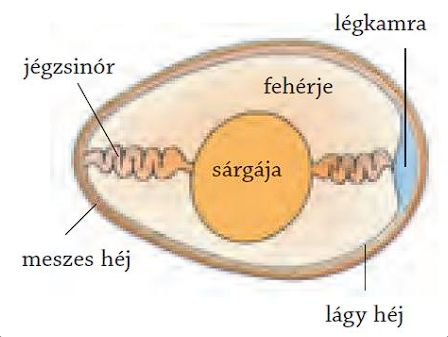 légkamra
jégzsinór
fehérje
sárgája
meszes héj
lágy héj